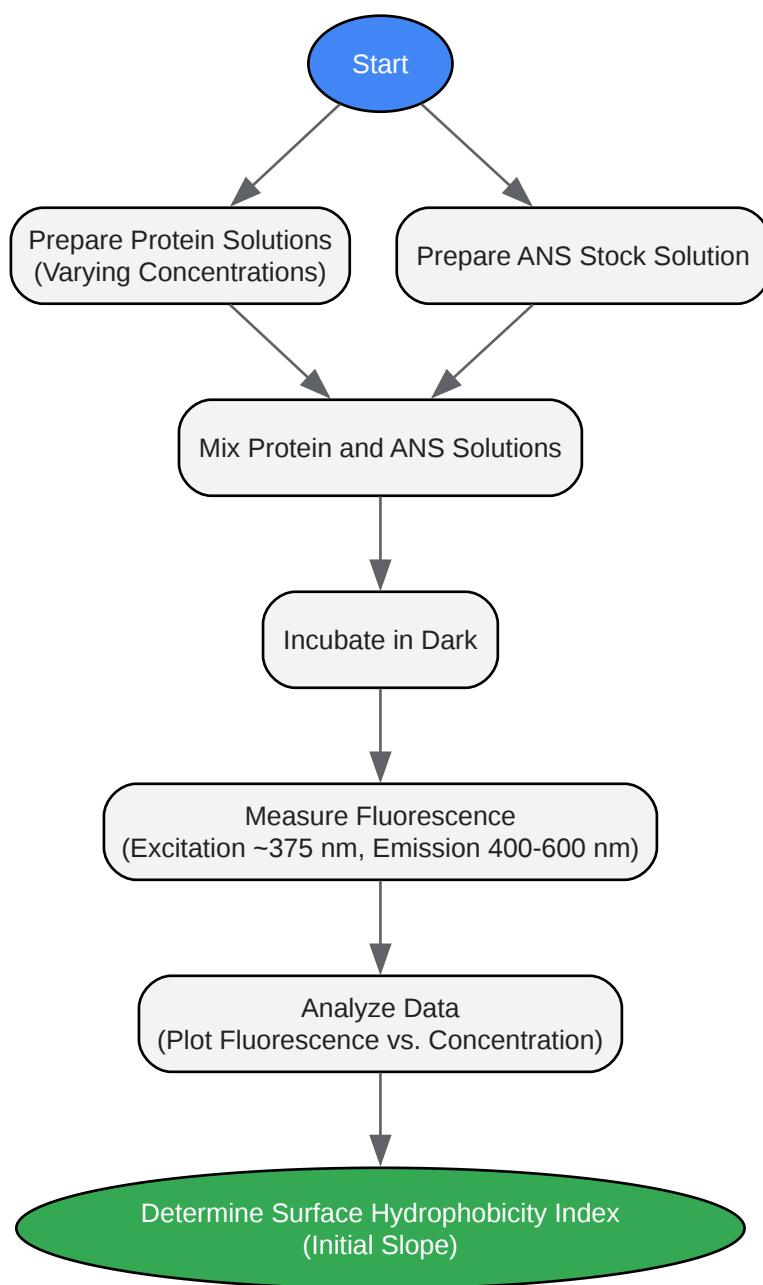 Start
Prepare Protein Solutions
(Varying Concentrations)
Prepare ANS Stock Solution
Mix Protein and ANS Solutions
Incubate in Dark
Measure Fluorescence
(Excitation ~375 nm, Emission 400-600 nm)
Analyze Data
(Plot Fluorescence vs. Concentration)
Determine Surface Hydrophobicity Index
(Initial Slope)